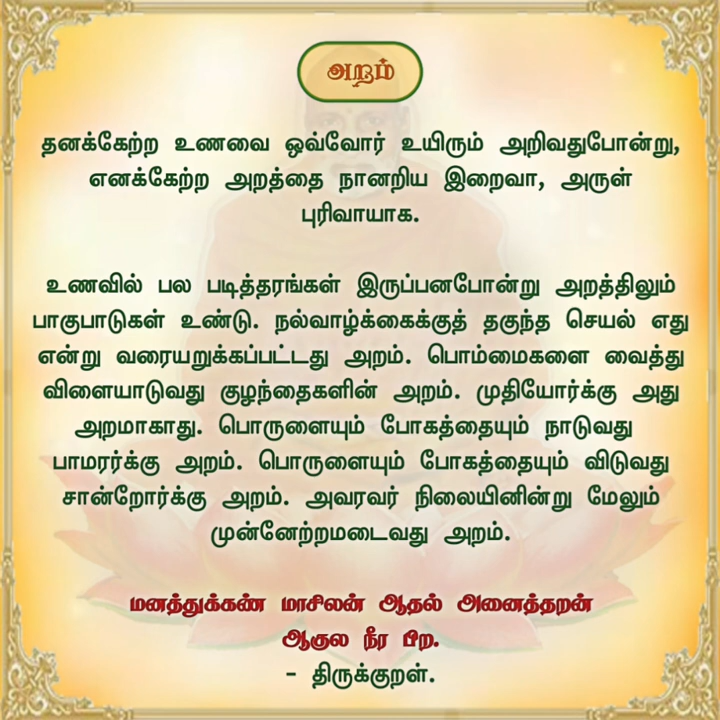 அறம்
தனக்கேற்ற உணவை ஒவ்வோர் உயிரும் அறிவதுபோன்று,
எனக்கேற்ற அறத்தை நானறிய இறைவா, அருள்
புரிவாயாக.
உணவில் பல படித்தரங்கள் இருப்பனபோன்று அறத்திலும்
பாகுபாடுகள் உண்டு. நல்வாழ்க்கைக்குத் தகுந்த செயல் எது
என்று வரையறுக்கப்பட்டது அறம். பொம்மைகளை வைத்து
விளையாடுவது குழந்தைகளின் அறம். முதியோர்க்கு அது
அறமாகாது. பொருளையும் போகத்தையும் நாடுவது
பாமரர்க்கு அறம். பொருளையும் போகத்தையும் விடுவது
சான்றோர்க்கு அறம். அவரவர் நிலையினின்று மேலும்
முன்னேற்றமடைவது அறம்.
மனத்துக்கண் மாசிலன் ஆதல் அனைத்தறன்
ஆகுல நீர பிற.
- திருக்குறள்.